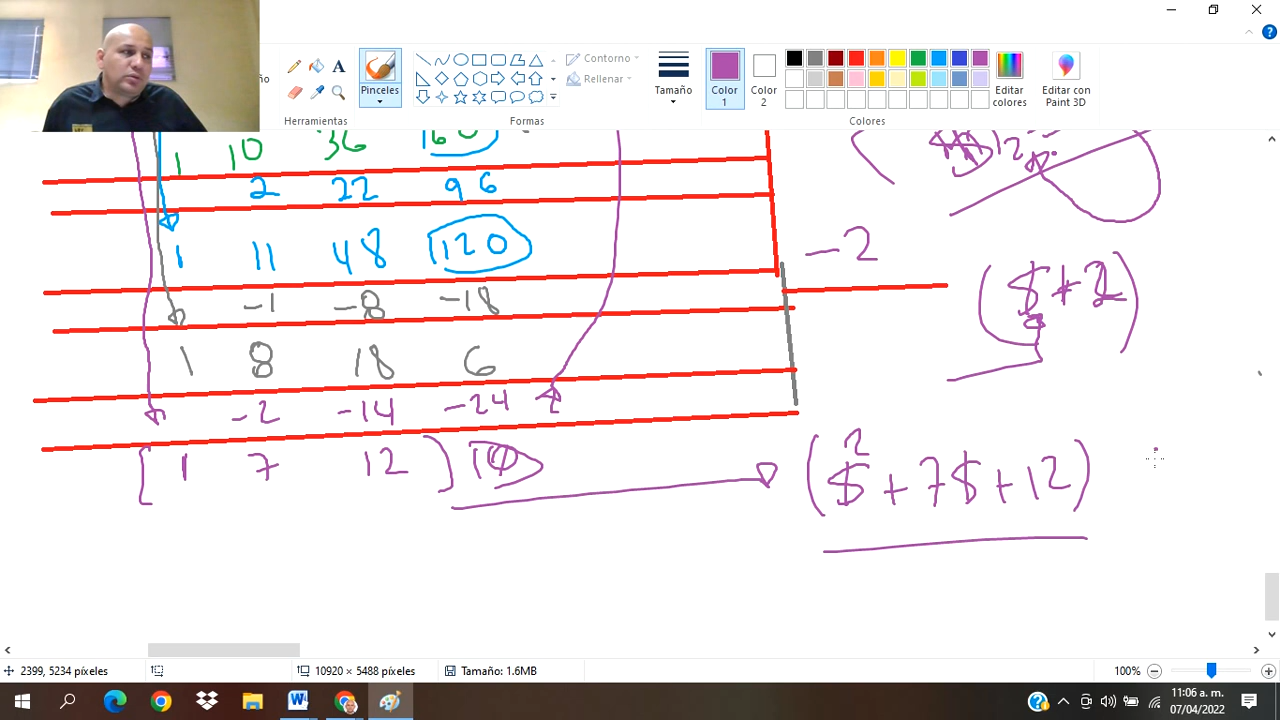 Contorno
Rellenar
Pinceles
Tamaño
Color
1
Color
2
Editar
colores
Editar con
Paint 3D
Herramientas
Formas
Colores
1 10 36 160
2 22 96
1 11 48 120
-2
($+2)
-1 -8 -18
1 8 18 6
-2 -14 -24
[1 7 12]
($² + 7$ + 12)
2399, 5234 píxeles
10920 × 5488 píxeles
Tamaño: 1.6MB
100%
11:06 a. m.
07/04/2022